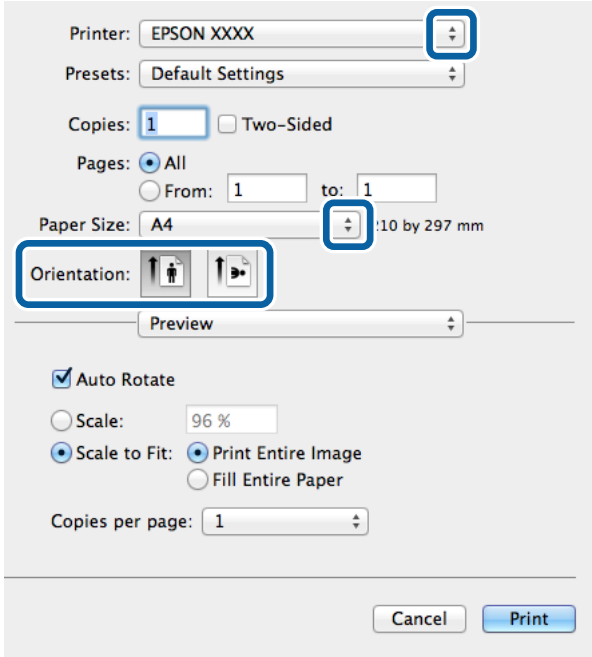 Printer: EPSON XXXX
Presets: Default Settings
Copies: 1 Two-Sided
Pages: All
From: 1 to: 1
Paper Size: A4 210 by 297 mm
Orientation:
Preview
Auto Rotate
Scale: 96 %
Scale to Fit: Print Entire Image
Fill Entire Paper
Copies per page: 1
Cancel Print